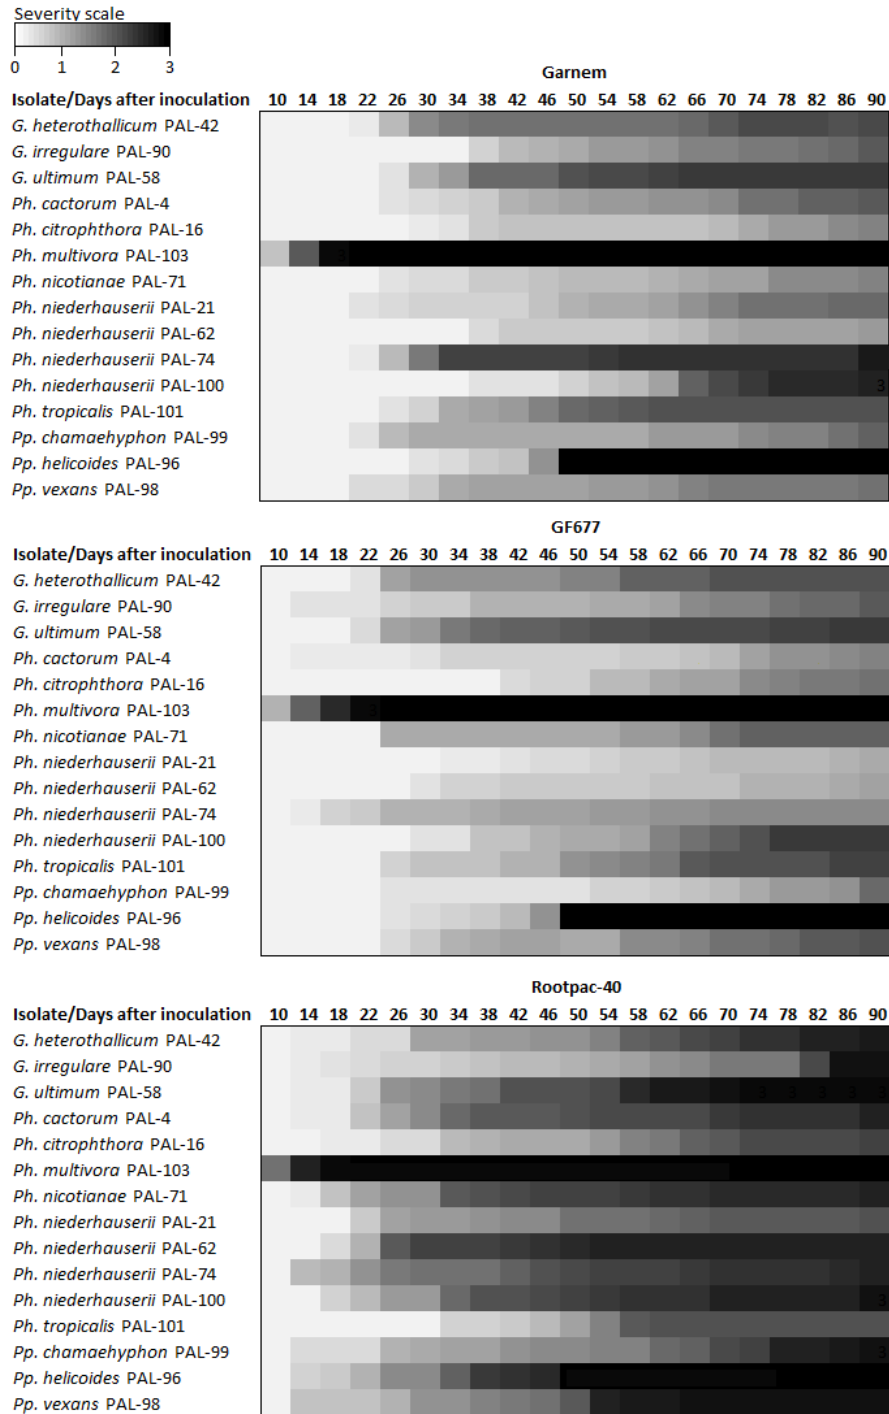 Severity scale
0 1 2 3
Garnem
Isolate/Days after inoculation 10 14 18 22 26 30 34 38 42 46 50 54 58 62 66 70 74 78 82 86 90
G. heterothallicum PAL-42
G. irregulare PAL-90
G. ultimum PAL-58
Ph. cactorum PAL-4
Ph. citrophthora PAL-16
Ph. multivora PAL-103 3
Ph. nicotianae PAL-71
Ph. niederhauserii PAL-21
Ph. niederhauserii PAL-62
Ph. niederhauserii PAL-74
Ph. niederhauserii PAL-100 3
Ph. tropicalis PAL-101
Pp. chamaehyphon PAL-99
Pp. helicoides PAL-96
Pp. vexans PAL-98
GF677
Isolate/Days after inoculation 10 14 18 22 26 30 34 38 42 46 50 54 58 62 66 70 74 78 82 86 90
G. heterothallicum PAL-42
G. irregulare PAL-90
G. ultimum PAL-58
Ph. cactorum PAL-4
Ph. citrophthora PAL-16
Ph. multivora PAL-103 3
Ph. nicotianae PAL-71
Ph. niederhauserii PAL-21
Ph. niederhauserii PAL-62
Ph. niederhauserii PAL-74
Ph. niederhauserii PAL-100
Ph. tropicalis PAL-101
Pp. chamaehyphon PAL-99
Pp. helicoides PAL-96
Pp. vexans PAL-98
Rootpac-40
Isolate/Days after inoculation 10 14 18 22 26 30 34 38 42 46 50 54 58 62 66 70 74 78 82 86 90
G. heterothallicum PAL-42
G. irregulare PAL-90
G. ultimum PAL-58 3 3 3 3 3
Ph. cactorum PAL-4
Ph. citrophthora PAL-16
Ph. multivora PAL-103
Ph. nicotianae PAL-71
Ph. niederhauserii PAL-21
Ph. niederhauserii PAL-62
Ph. niederhauserii PAL-74
Ph. niederhauserii PAL-100 3
Ph. tropicalis PAL-101
Pp. chamaehyphon PAL-99 3
Pp. helicoides PAL-96
Pp. vexans PAL-98